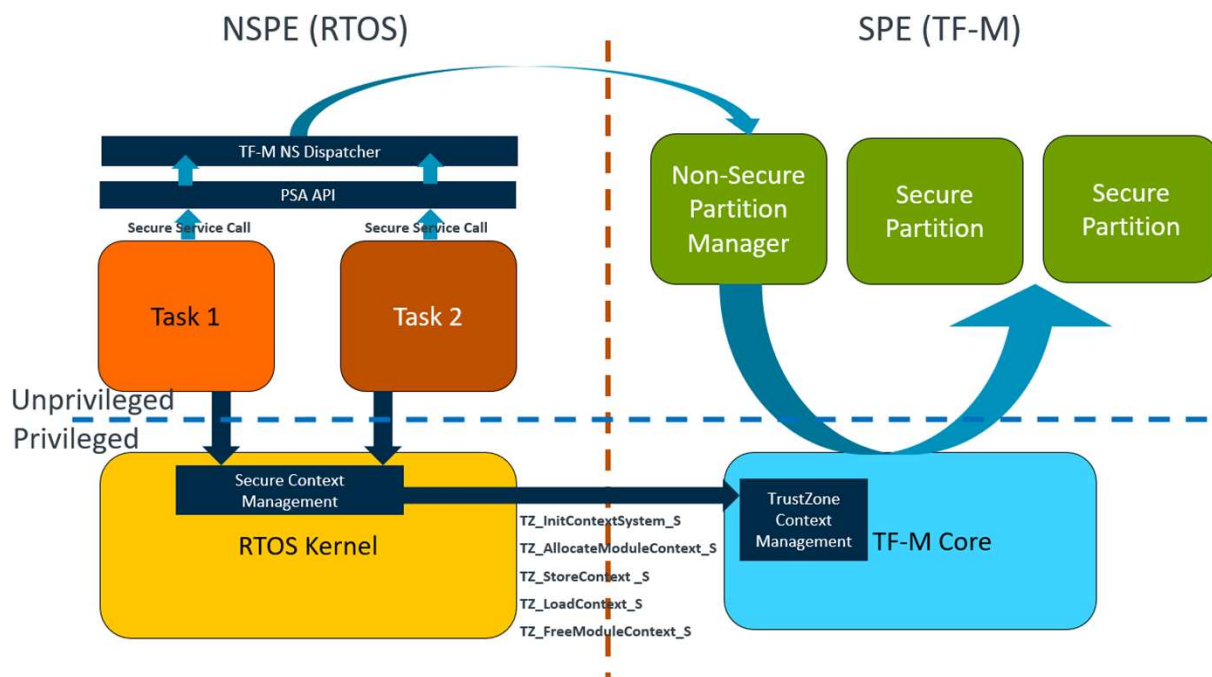 NSPE (RTOS)
SPE (TF-M)
TF-M NS Dispatcher
PSA API
Secure Service Call
Secure Service Call
Task 1
Task 2
Non-Secure
Partition
Manager
Secure
Partition
Secure
Partition
Unprivileged
Privileged
Secure Context
Management
RTOS Kernel
TZ_InitContextSystem_S
TZ_AllocateModuleContext_S
TZ_StoreContext _S
TZ_LoadContext_S
TZ_FreeModuleContext_S
TrustZone
Context
Management
TF-M Core